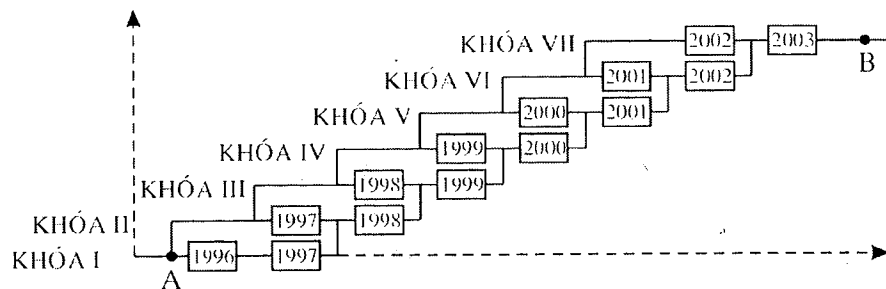 KHÓA VII 2002 2003 B
KHÓA VI 2001 2002
KHÓA V 2000 2001
KHÓA IV 1999 2000
KHÓA III 1998 1999
KHÓA II 1997 1998
KHÓA I A 1996 1997